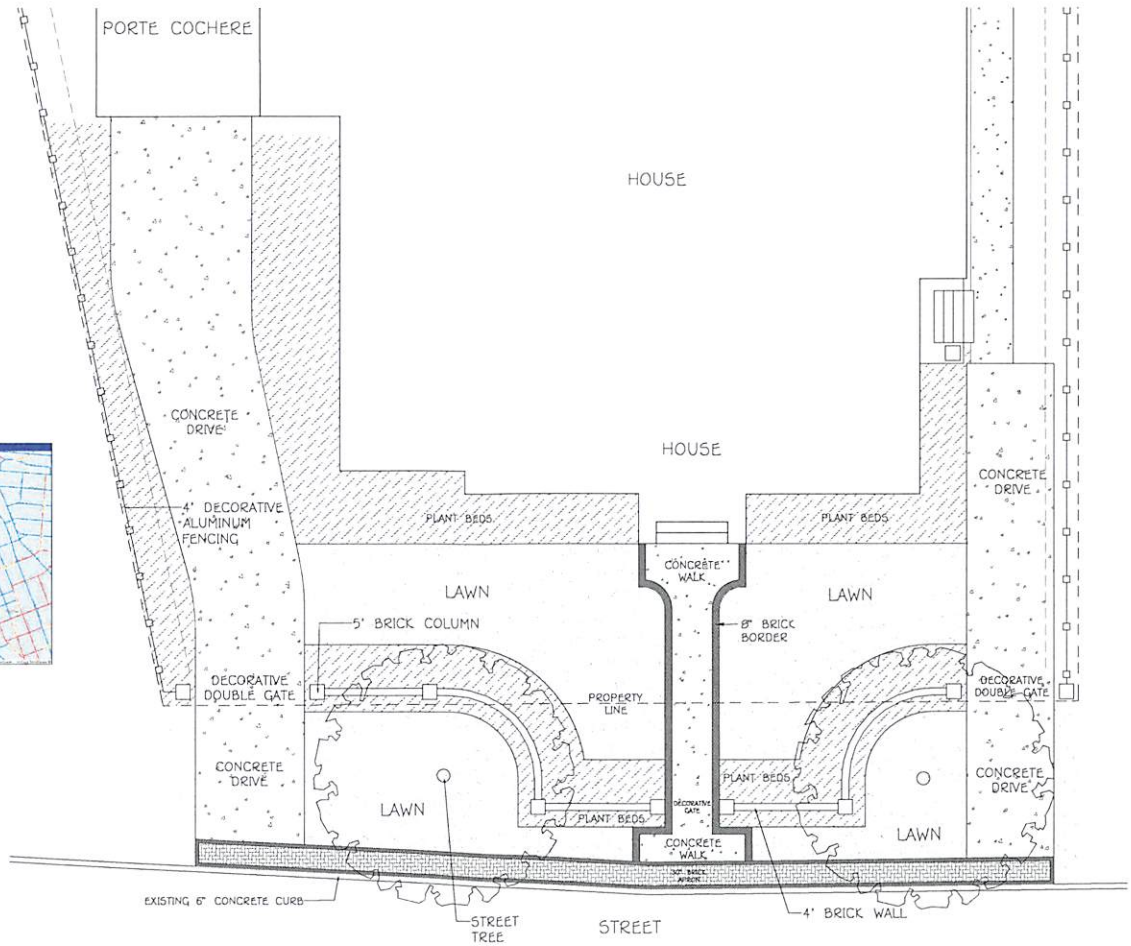 PORTE COCHERE
HOUSE
HOUSE
CONCRETE
DRIVE
CONCRETE
DRIVE
4' DECORATIVE
ALUMINUM
FENCING
PLANT BEDS
PLANT BEDS
CONCRETE
WALK
LAWN
LAWN
8" BRICK
BORDER
5' BRICK COLUMN
DECORATIVE
DOUBLE GATE
PROPERTY
LINE
DECORATIVE
DOUBLE GATE
CONCRETE
DRIVE
PLANT BEDS
CONCRETE
DRIVE
LAWN
DECORATIVE
GATE
PLANT BEDS
LAWN
CONCRETE
WALK
30" BRICK
APRON
EXISTING 6" CONCRETE CURB
STREET
TREE
STREET
4' BRICK WALL